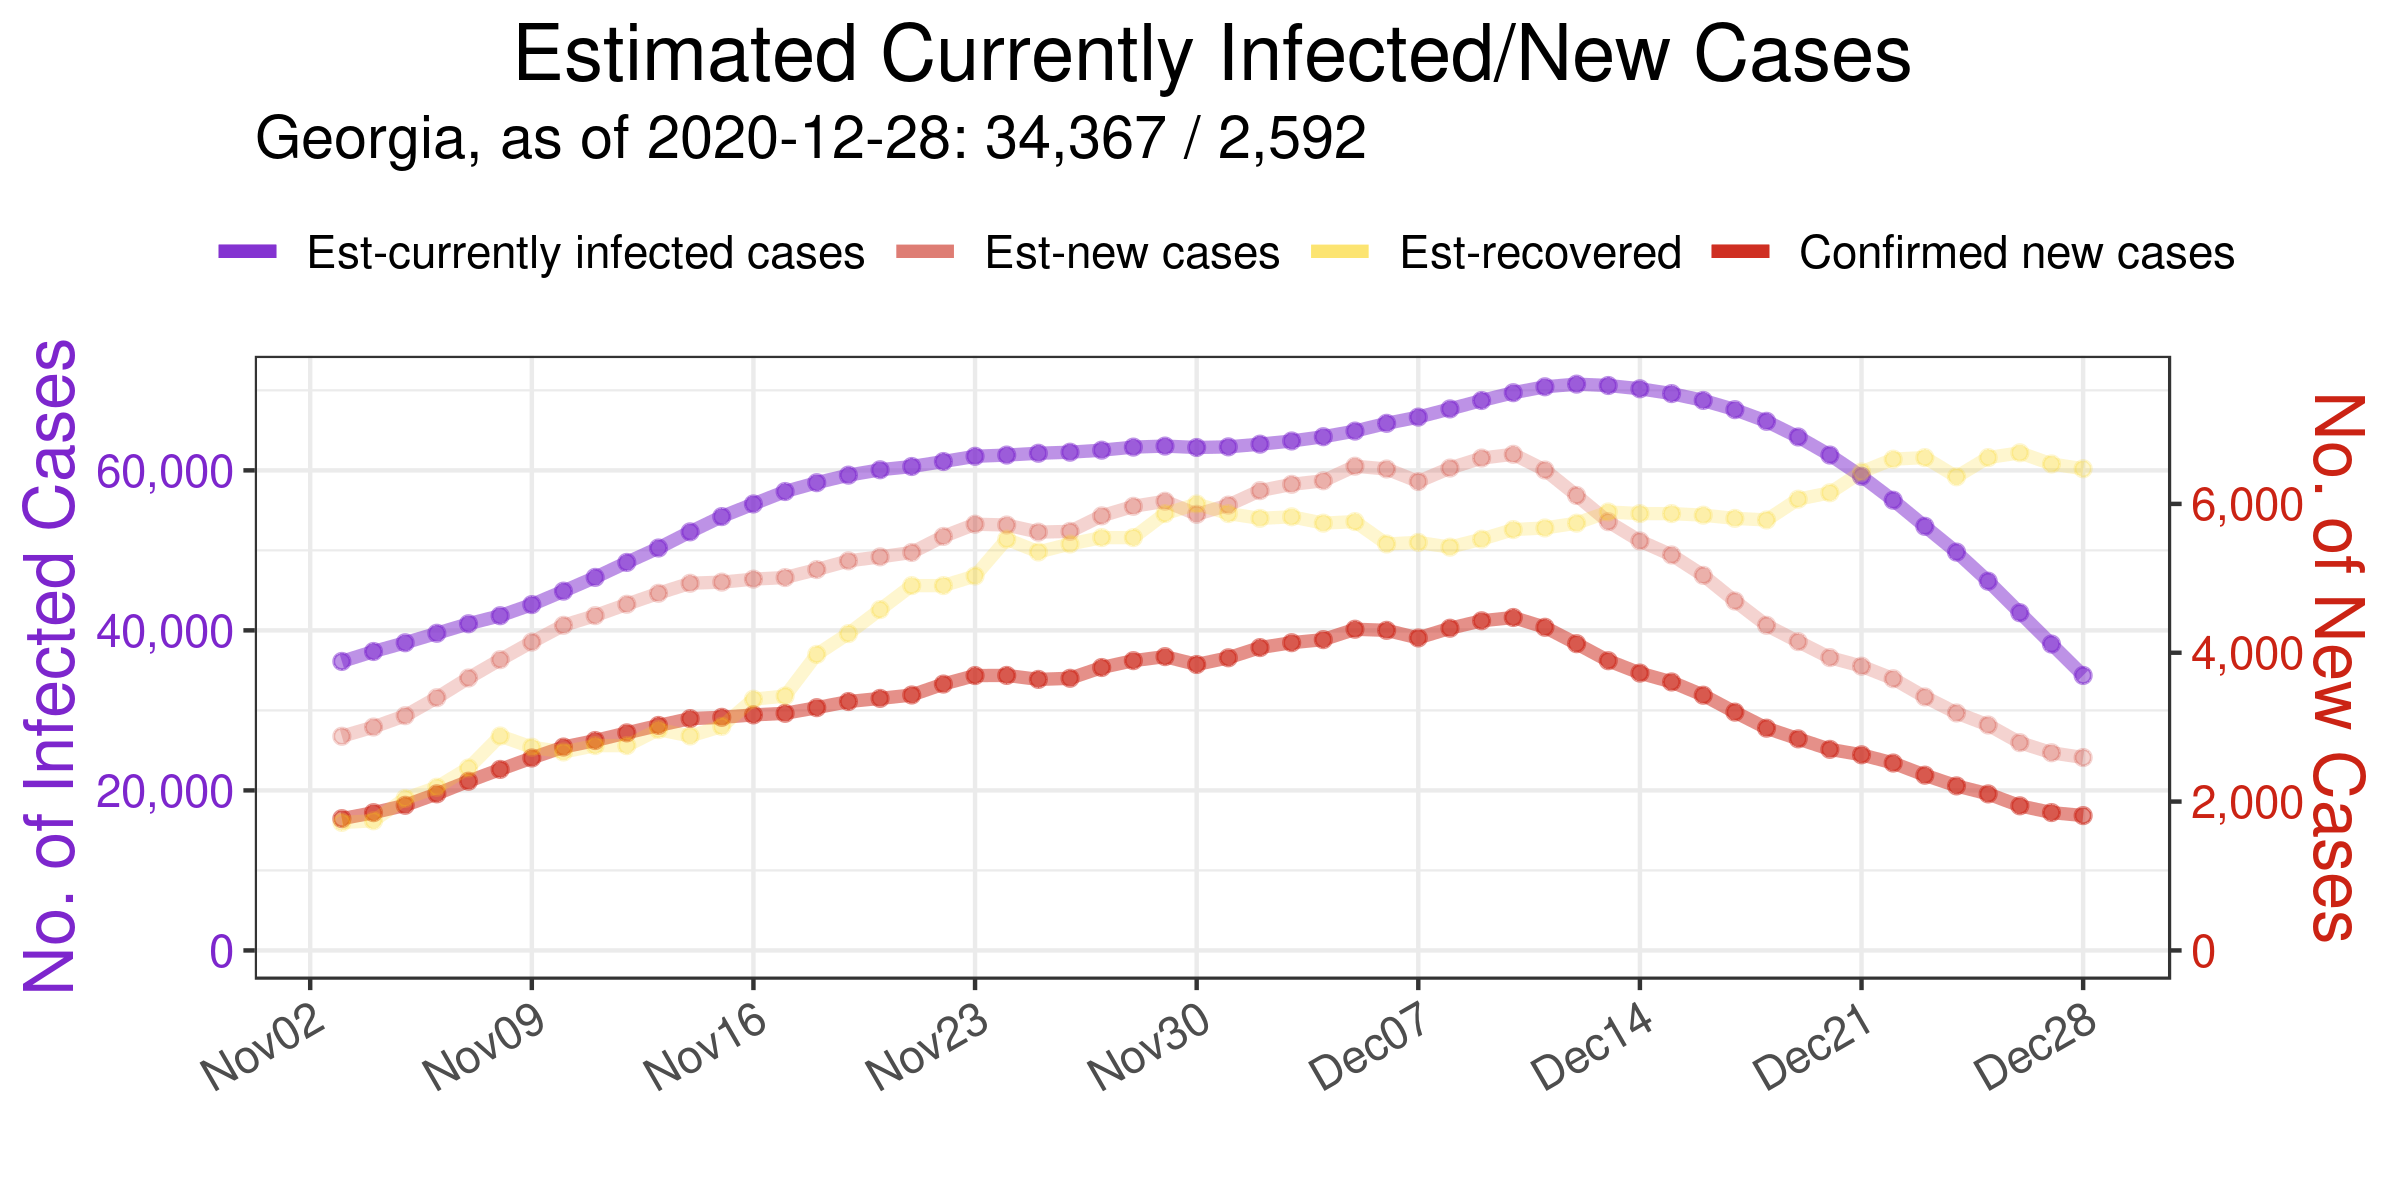 Estimated Currently Infected/New Cases
Georgia, as of 2020-12-28: 34,367 / 2,592
Est-currently infected cases Est-new cases Est-recovered Confirmed new cases
No. of Infected Cases
60,000
40,000
20,000
0
6,000
4,000
2,000
0
No. of New Cases
Nov02 Nov09 Nov16 Nov23 Nov30 Dec07 Dec14 Dec21 Dec28